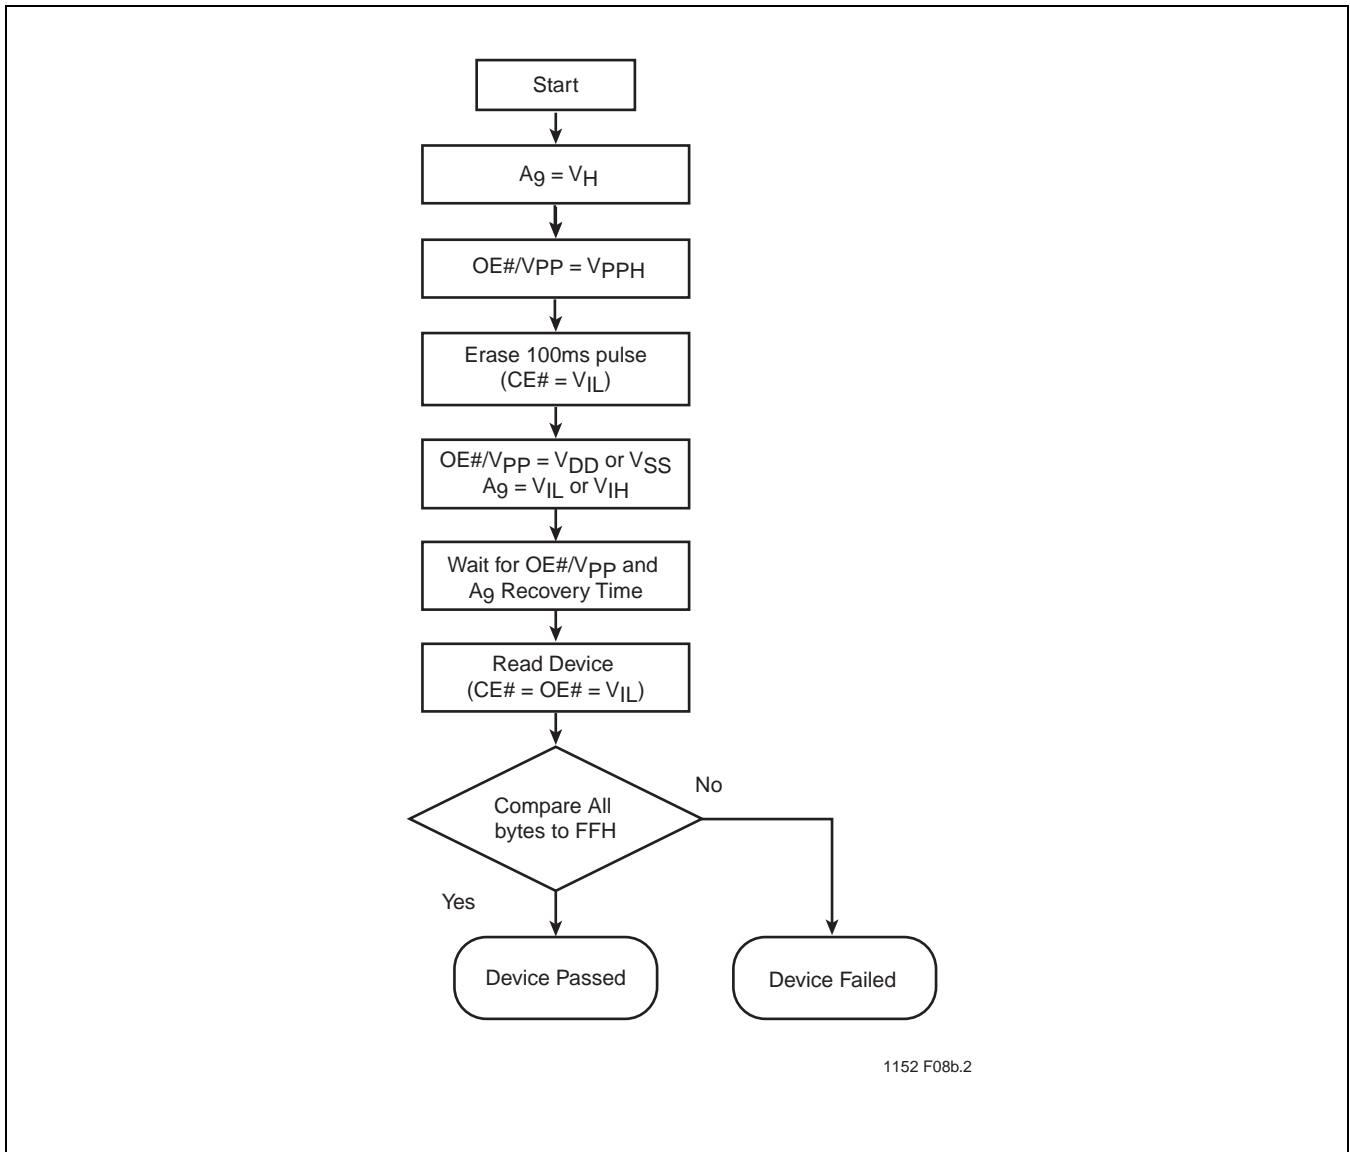 Start
A9 = VH
OE#/VPP = VPPH
Erase 100ms pulse
(CE# = VIL)
OE#/VPP = VDD or VSS
A9 = VIL or VIH
Wait for OE#/VPP and
A9 Recovery Time
Read Device
(CE# = OE# = VIL)
Compare All
bytes to FFH
No
Yes
Device Passed
Device Failed
1152 F08b.2